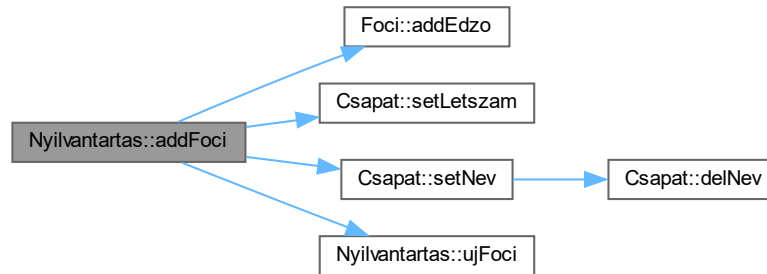 Foci::addEdzo
Csapat::setLetszam
Nyilvantartas::addFoci
Csapat::setNev
Csapat::delNev
Nyilvantartas::ujFoci